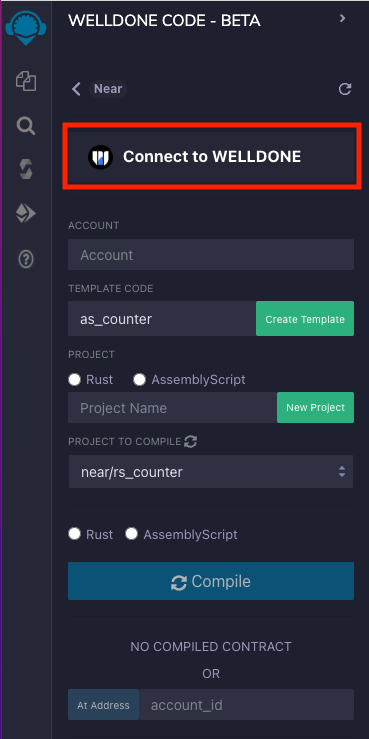 WELLDONE CODE - BETA
Near
Connect to WELLDONE
ACCOUNT
Account
TEMPLATE CODE
as_counter
Create Template
PROJECT
Rust AssemblyScript
Project Name
New Project
PROJECT TO COMPILE
near/rs_counter
Rust AssemblyScript
Compile
NO COMPILED CONTRACT
OR
At Address
account_id